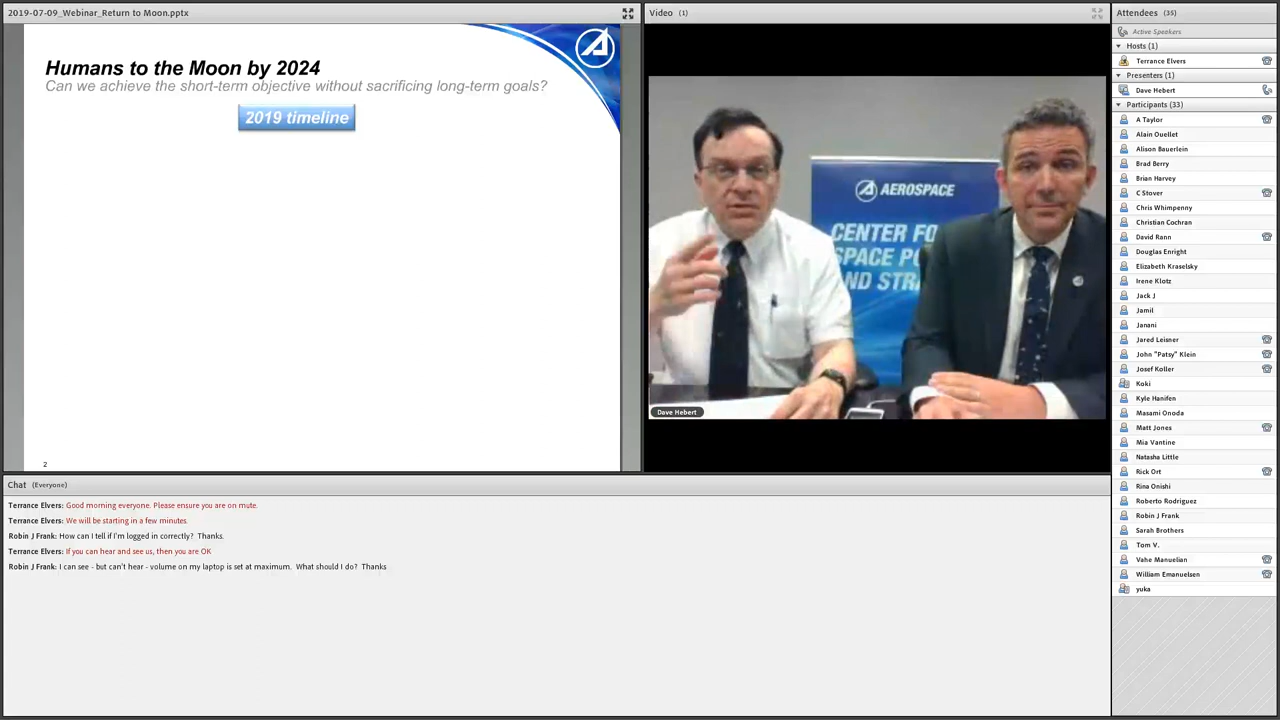 2019-07-09_Webinar_Return to Moon.pptx
Humans to the Moon by 2024
Can we achieve the short-term objective without sacrificing long-term goals?
2019 timeline
2
Video (1)
AEROSPACE
CENTER FO
SPACE PO
AND STRA
Dave Hebert
Chat (Everyone)
Terrance Elvers: Good morning everyone. Please ensure you are on mute.
Terrance Elvers: We will be starting in a few minutes.
Robin J Frank: How can I tell if I'm logged in correctly? Thanks.
Terrance Elvers: If you can hear and see us, then you are OK
Robin J Frank: I can see - but can't hear - volume on my laptop is set at maximum. What should I do? Thanks
Attendees (35)
Active Speakers
Hosts (1)
Terrance Elvers
Presenters (1)
Dave Hebert
Participants (33)
A Taylor
Alain Ouellet
Alison Bauerlein
Brad Berry
Brian Harvey
C Stover
Chris Whimpenny
Christian Cochran
David Rann
Douglas Enright
Elizabeth Kraselsky
Irene Klotz
Jack J
Jamil
Janani
Jared Leisner
John "Patsy" Klein
Josef Koller
Koki
Kyle Hanifen
Masami Onoda
Matt Jones
Mia Vantine
Natasha Little
Rick Ort
Rina Onishi
Roberto Rodriguez
Robin J Frank
Sarah Brothers
Tom V.
Vahe Manuelian
William Emanuelsen
yuka